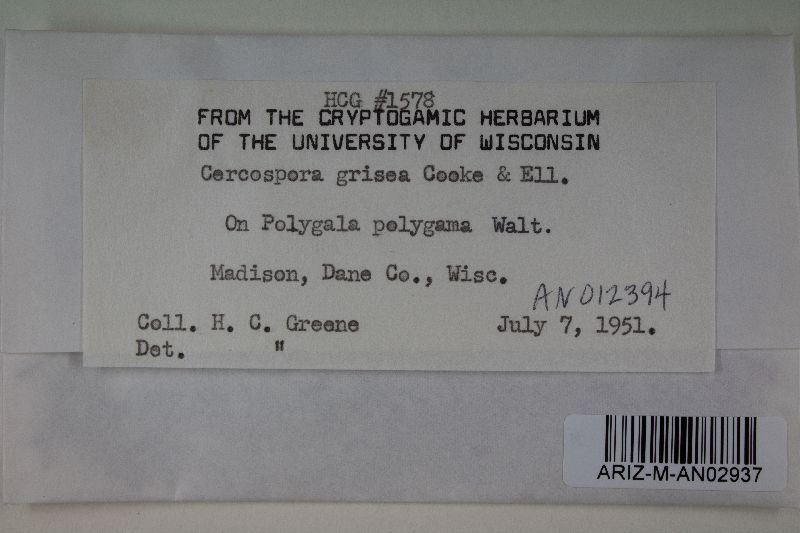 HCG #1578
FROM THE CRYPTOGAMIC HERBARIUM
OF THE UNIVERSITY OF WISCONSIN
Cercospora grisea Cooke & Ell.
On Polygala polygama Walt.
Madison, Dane Co., Wisc.
AN012394
Coll. H. C. Greene July 7, 1951.
Det. "
ARIZ-M-AN02937